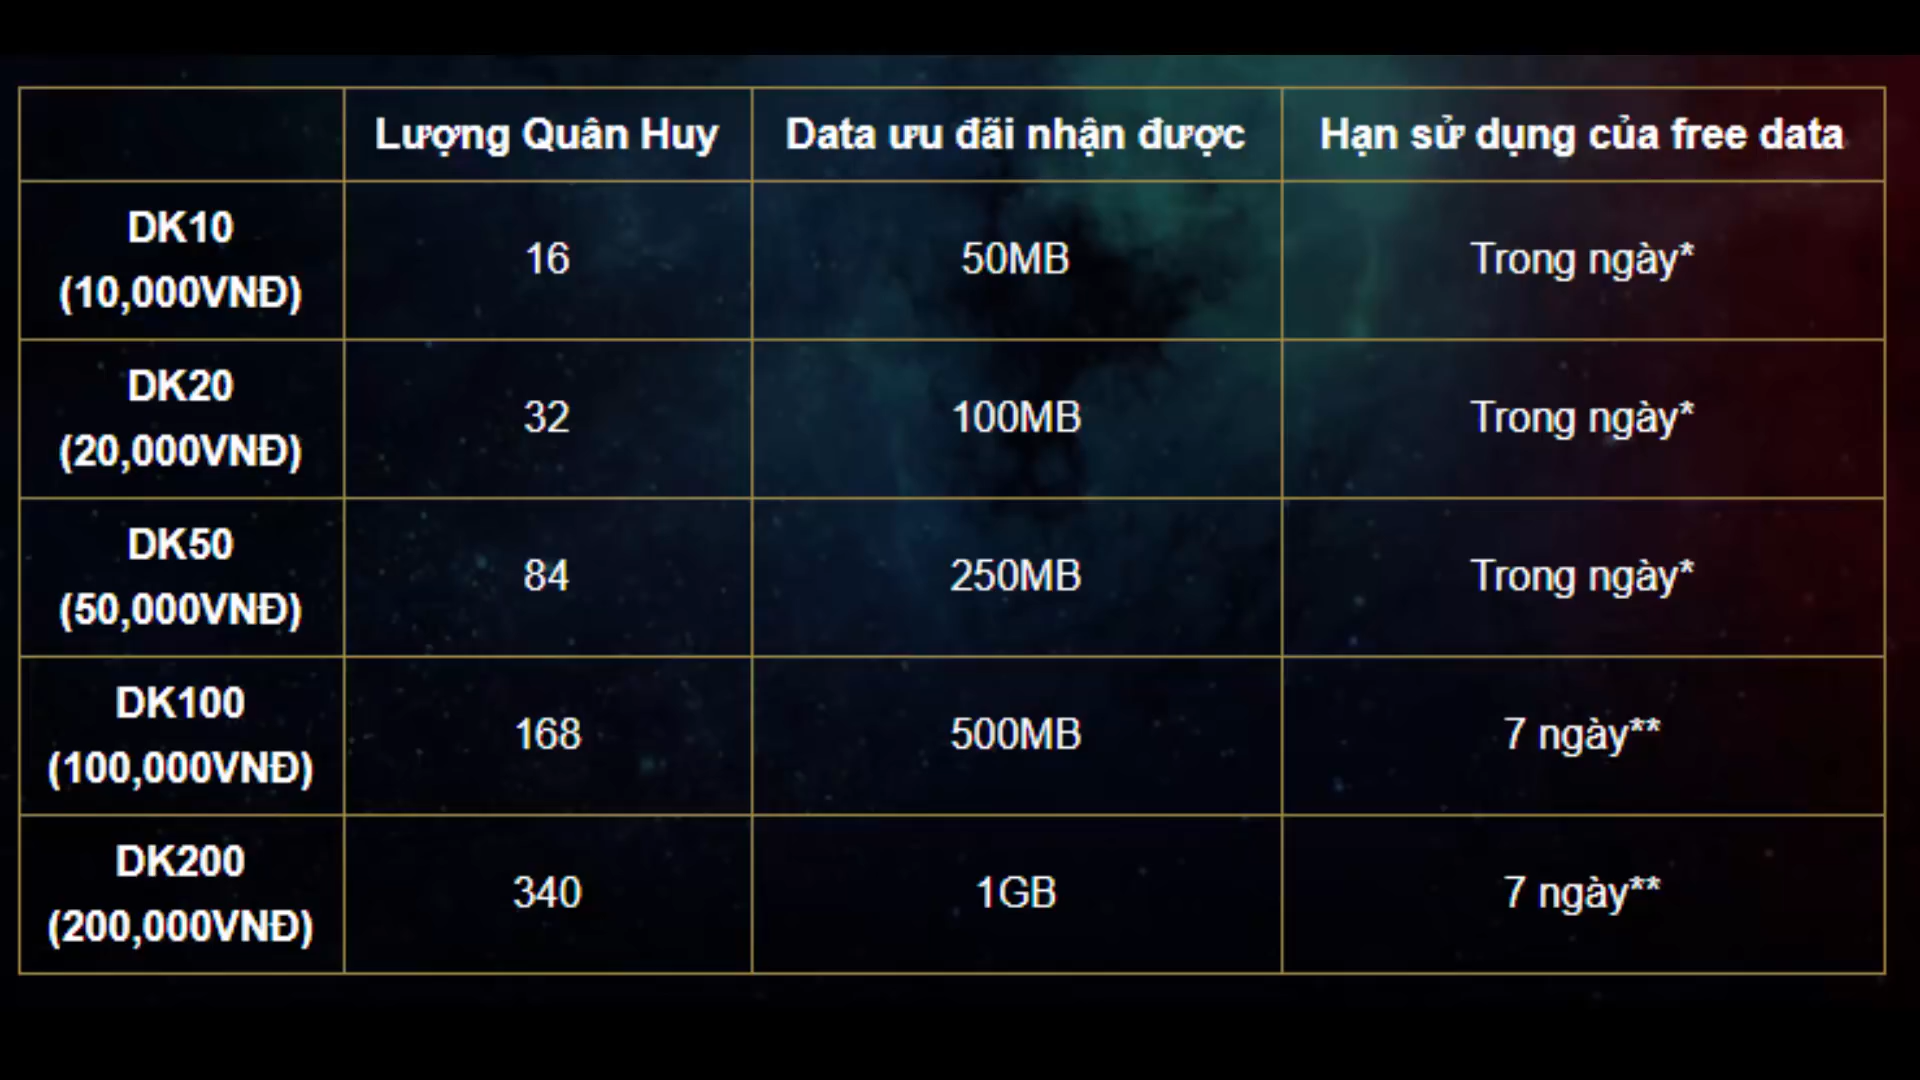 Lượng Quân Huy
Data ưu đãi nhận được
Hạn sử dụng của free data
DK10
(10,000VNĐ)
16
50MB
Trong ngày*
DK20
(20,000VNĐ)
32
100MB
Trong ngày*
DK50
(50,000VNĐ)
84
250MB
Trong ngày*
DK100
(100,000VNĐ)
168
500MB
7 ngày**
DK200
(200,000VNĐ)
340
1GB
7 ngày**